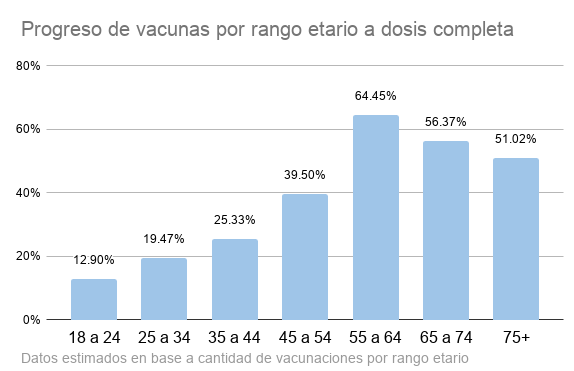 Progreso de vacunas por rango etario a dosis completa
80%
60%
40%
20%
0%
12.90%
19.47%
25.33%
39.50%
64.45%
56.37%
51.02%
18 a 24
25 a 34
35 a 44
45 a 54
55 a 64
65 a 74
75+
Datos estimados en base a cantidad de vacunaciones por rango etario